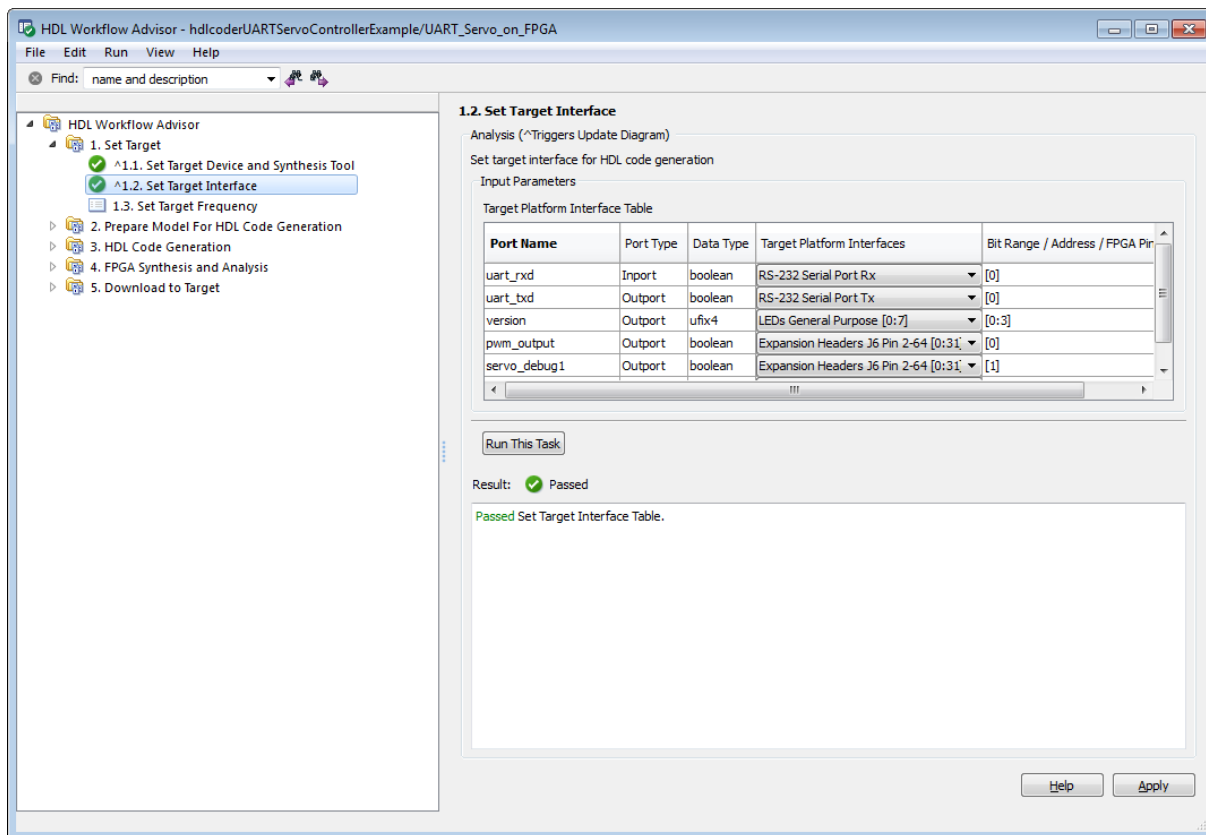 HDL Workflow Advisor - hdlcoderUARTServoControllerExample/UART_Servo_on_FPGA
File Edit Run View Help
Find: name and description
HDL Workflow Advisor
1. Set Target
^1.1. Set Target Device and Synthesis Tool
^1.2. Set Target Interface
1.3. Set Target Frequency
2. Prepare Model For HDL Code Generation
3. HDL Code Generation
4. FPGA Synthesis and Analysis
5. Download to Target
1.2. Set Target Interface
Analysis (^Triggers Update Diagram)
Set target interface for HDL code generation
Input Parameters
Target Platform Interface Table
Port Name Port Type Data Type Target Platform Interfaces Bit Range / Address / FPGA Pin
uart_rxd Inport boolean RS-232 Serial Port Rx [0]
uart_txd Outport boolean RS-232 Serial Port Tx [0]
version Outport ufix4 LEDs General Purpose [0:7] [0:3]
pwm_output Outport boolean Expansion Headers J6 Pin 2-64 [0:31] [0]
servo_debug1 Outport boolean Expansion Headers J6 Pin 2-64 [0:31] [1]
Run This Task
Result: Passed
Passed Set Target Interface Table.
Help Apply